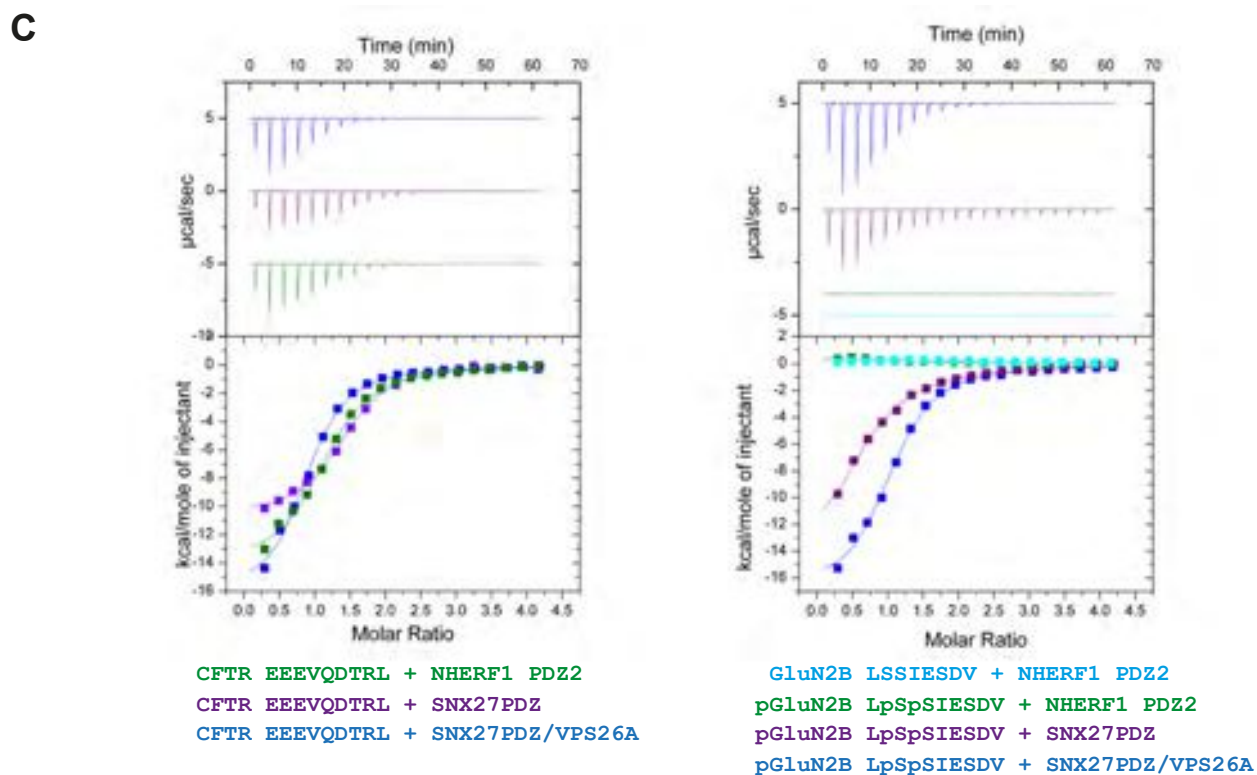 C
Time (min)
0 10 20 30 40 50 60 70
5
0
-5
-10
µcal/sec
0
-2
-4
-6
-8
-10
-12
-14
-16
kcal/mole of injectant
0.0 0.5 1.0 1.5 2.0 2.5 3.0 3.5 4.0 4.5
Molar Ratio
CFTR EEEVQDTRL + NHERF1 PDZ2
CFTR EEEVQDTRL + SNX27PDZ
CFTR EEEVQDTRL + SNX27PDZ/VPS26A
Time (min)
0 10 20 30 40 50 60 70
5
0
-5
µcal/sec
2
0
-2
-4
-6
-8
-10
-12
-14
-16
kcal/mole of injectant
0.0 0.5 1.0 1.5 2.0 2.5 3.0 3.5 4.0 4.5
Molar Ratio
GluN2B LSSIESDV + NHERF1 PDZ2
pGluN2B LpSpSIESDV + NHERF1 PDZ2
pGluN2B LpSpSIESDV + SNX27PDZ
pGluN2B LpSpSIESDV + SNX27PDZ/VPS26A